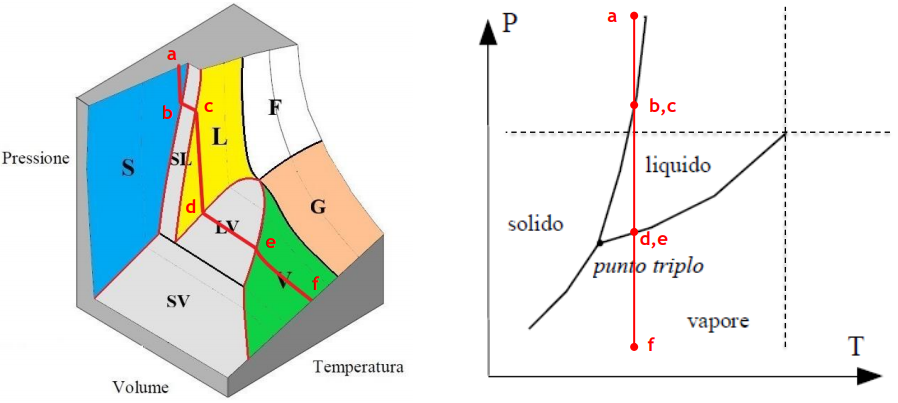 a
b
c
S
SL
L
F
Pressione
d
LV
e
G
V
f
SV
Volume
Temperatura
P
a
b,c
liquido
solido
d,e
punto triplo
vapore
f
T